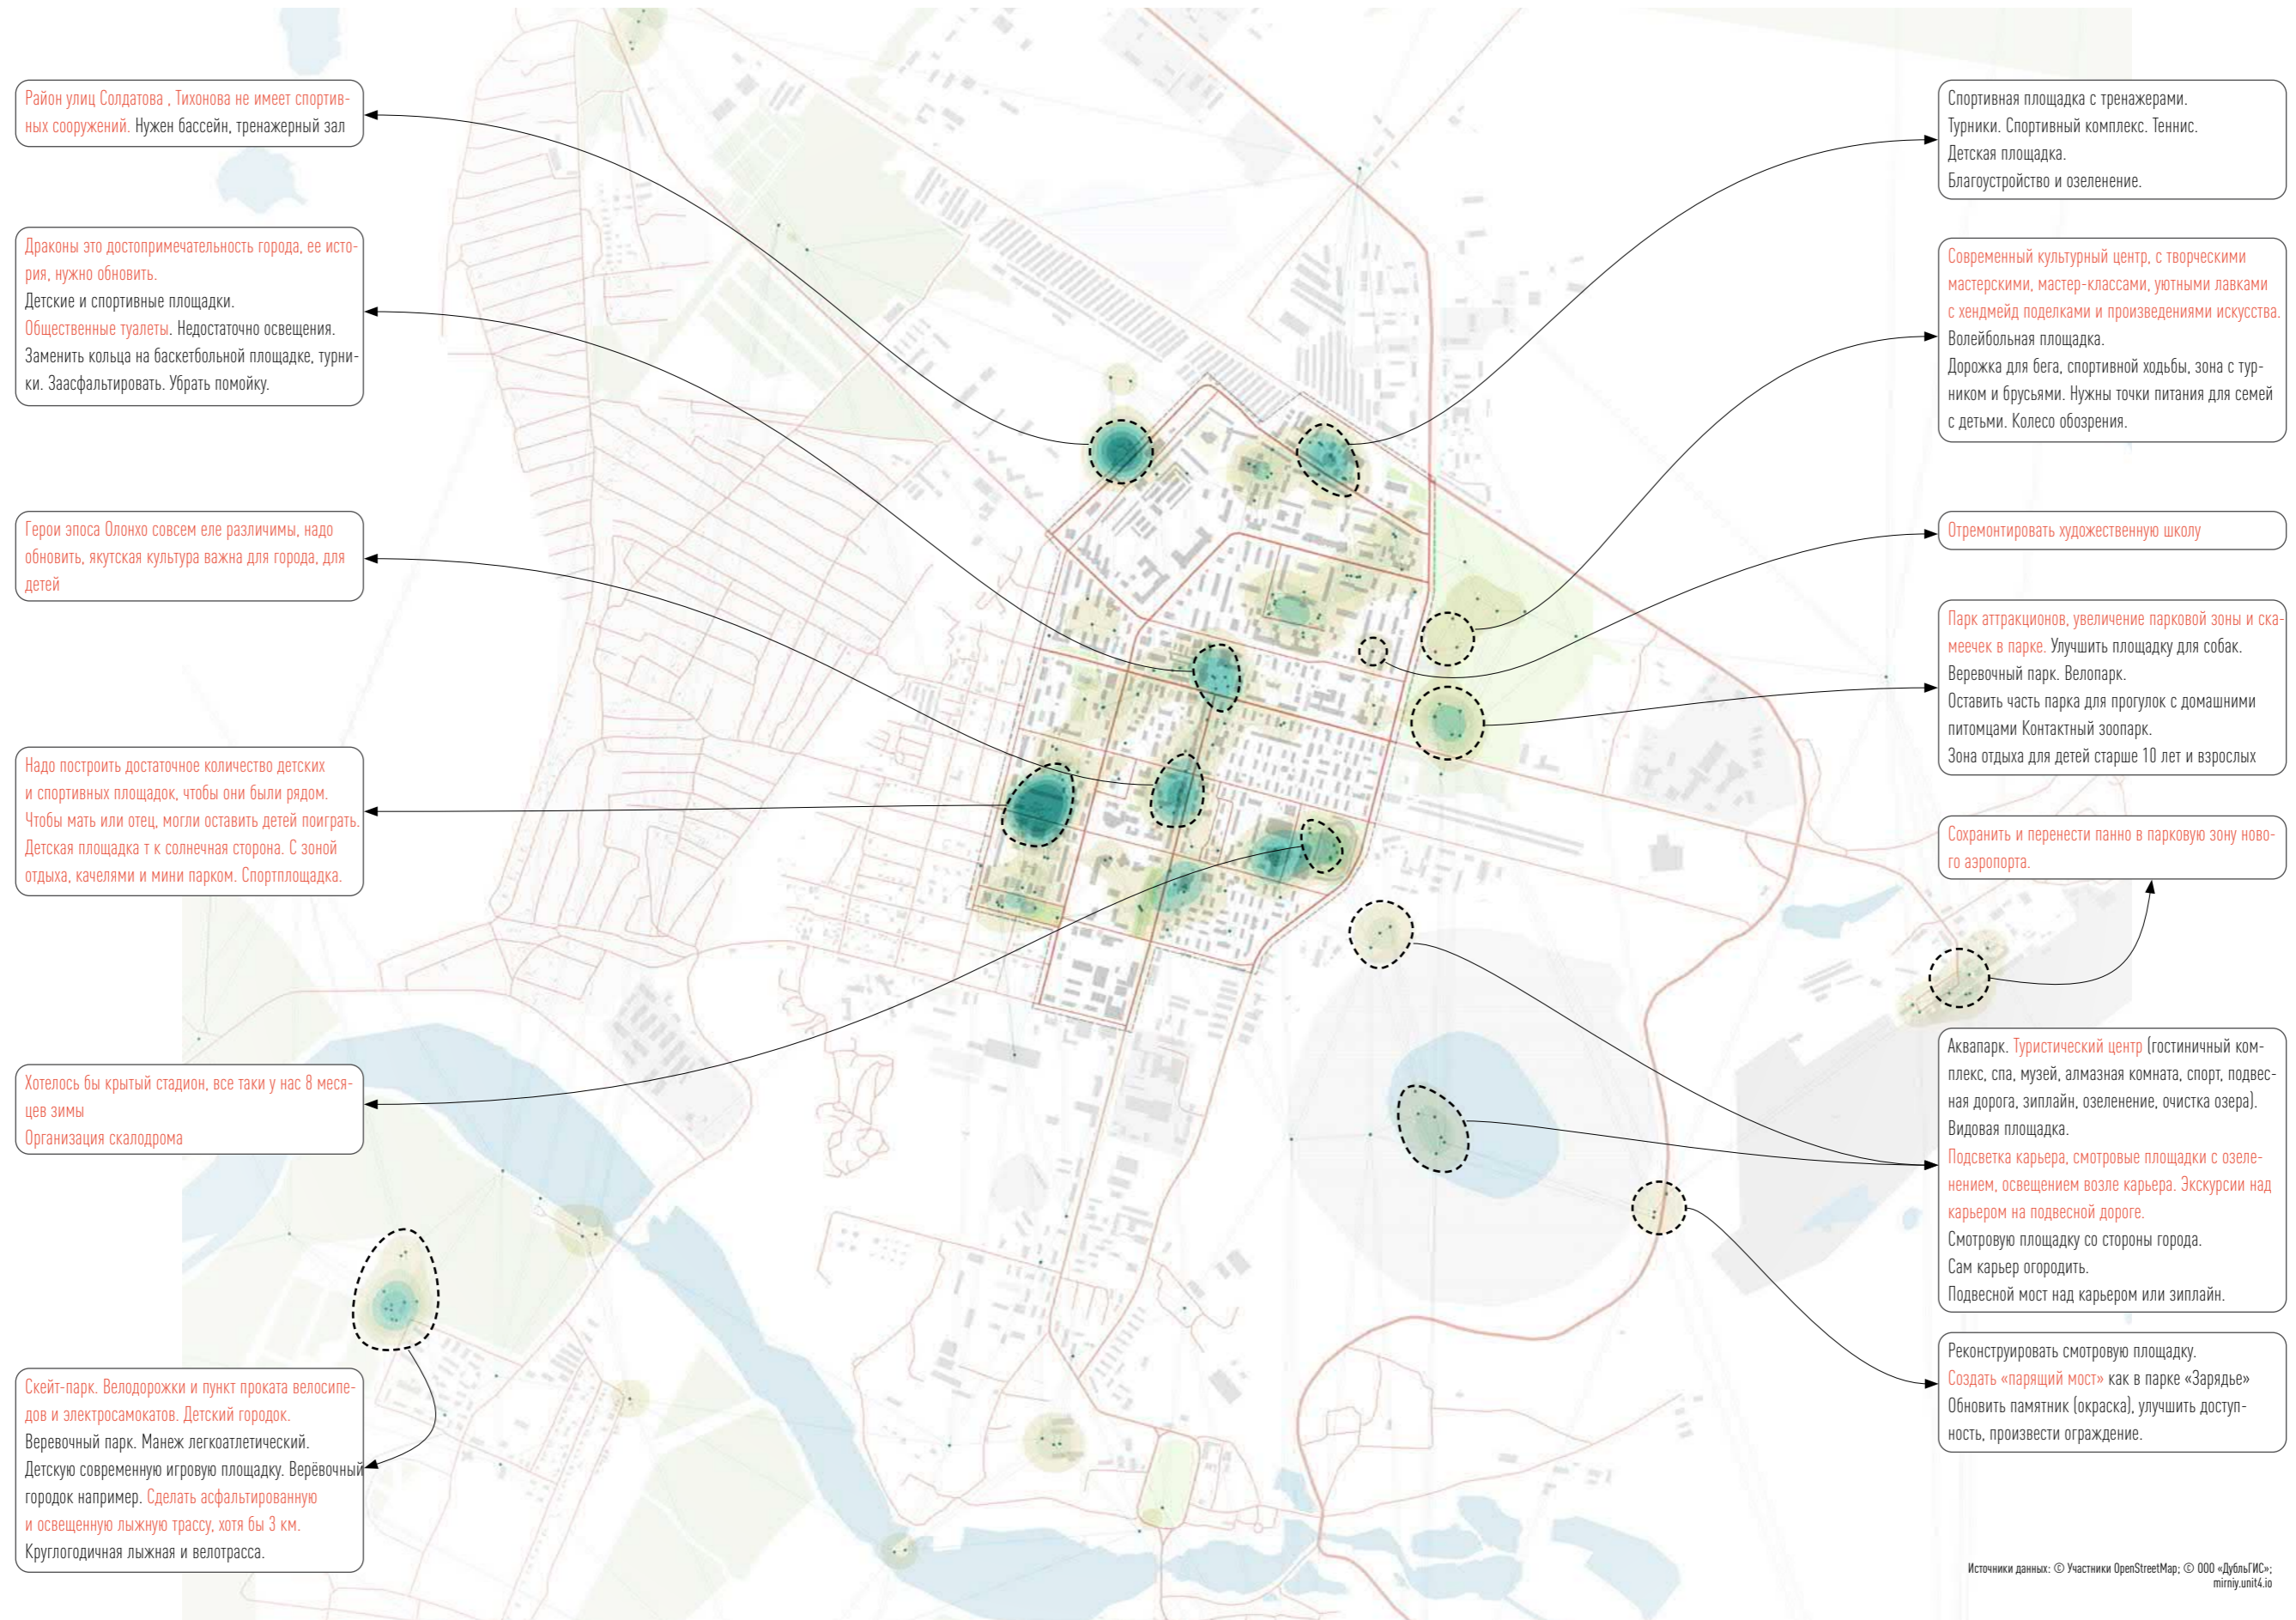 Район улиц Солдатова , Тихонова не имеет спортив-
ных сооружений. Нужен бассейн, тренажерный зал
Драконы это достопримечательность города, ее исто-
рия, нужно обновить.
Детские и спортивные площадки.
Общественные туалеты. Недостаточно освещения.
Заменить кольца на баскетбольной площадке, турни-
ки. Заасфальтировать. Убрать помойку.
Герои эпоса Олонхо совсем еле различимы, надо
обновить, якутская культура важна для города, для
детей
Надо построить достаточное количество детских
и спортивных площадок, чтобы они были рядом.
Чтобы мать или отец, могли оставить детей поиграть.
Детская площадка т к солнечная сторона. С зоной
отдыха, качелями и мини парком. Спортплощадка.
Хотелось бы крытый стадион, все таки у нас 8 меся-
цев зимы
Организация скалодрома
Скейт-парк. Велодорожки и пункт проката велосипе-
дов и электросамокатов. Детский городок.
Веревочный парк. Манеж легкоатлетический.
Детскую современную игровую площадку. Верёвочный
городок например. Сделать асфальтированную
и освещенную лыжную трассу, хотя бы 3 км.
Круглогодичная лыжная и велотрасса.
Спортивная площадка с тренажерами.
Турники. Спортивный комплекс. Теннис.
Детская площадка.
Благоустройство и озеленение.
Современный культурный центр, с творческими
мастерскими, мастер-классами, уютными лавками
с хендмейд поделками и произведениями искусства.
Волейбольная площадка.
Дорожка для бега, спортивной ходьбы, зона с тур-
ником и брусьями. Нужны точки питания для семей
с детьми. Колесо обозрения.
Отремонтировать художественную школу
Парк аттракционов, увеличение парковой зоны и ска-
меечек в парке. Улучшить площадку для собак.
Веревочный парк. Велопарк.
Оставить часть парка для прогулок с домашними
питомцами Контактный зоопарк.
Зона отдыха для детей старше 10 лет и взрослых
Сохранить и перенести панно в парковую зону ново-
го аэропорта.
Аквапарк. Туристический центр (гостиничный ком-
плекс, спа, музей, алмазная комната, спорт, подвес-
ная дорога, зиплайн, озеленение, очистка озера).
Видовая площадка.
Подсветка карьера, смотровые площадки с озеле-
нением, освещением возле карьера. Экскурсии над
карьером на подвесной дороге.
Смотровую площадку со стороны города.
Сам карьер огородить.
Подвесной мост над карьером или зиплайн.
Реконструировать смотровую площадку.
Создать «парящий мост» как в парке «Зарядье»
Обновить памятник (окраска), улучшить доступ-
ность, произвести ограждение.
Источники данных: © Участники OpenStreetMap; © ООО «ДубльГИС»;
mirniy.unit4.io